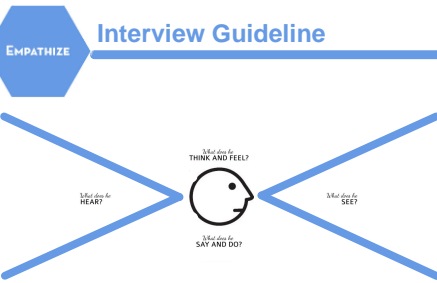 Interview Guideline
EMPATHIZE
What does he
THINK AND FEEL?
What does he
HEAR?
What does he
SEE?
What does he
SAY AND DO?